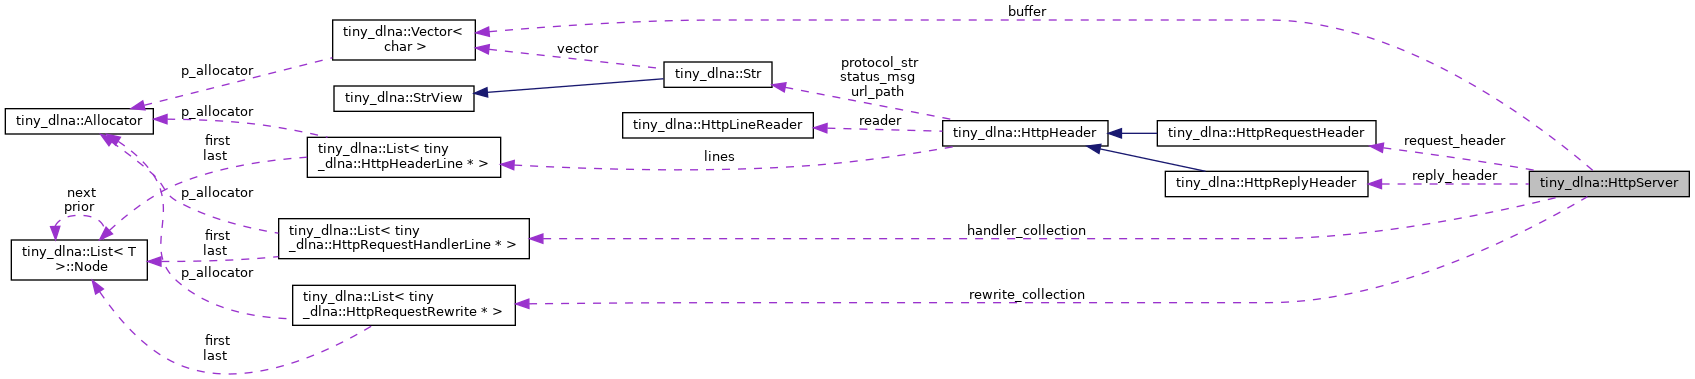 buffer
tiny_dlna::Vector<
char >
vector
p_allocator
tiny_dlna::Str
protocol_str
status_msg
url_path
tiny_dlna::StrView
tiny_dlna::Allocator
p_allocator
tiny_dlna::HttpLineReader
reader
tiny_dlna::HttpHeader
tiny_dlna::HttpRequestHeader
request_header
first
last
tiny_dlna::List< tiny
_dlna::HttpHeaderLine * >
lines
tiny_dlna::HttpReplyHeader
reply_header
tiny_dlna::HttpServer
next
prior
p_allocator
tiny_dlna::List< tiny
_dlna::HttpRequestHandlerLine * >
handler_collection
first
last
tiny_dlna::List< T
>::Node
p_allocator
tiny_dlna::List< tiny
_dlna::HttpRequestRewrite * >
rewrite_collection
first
last